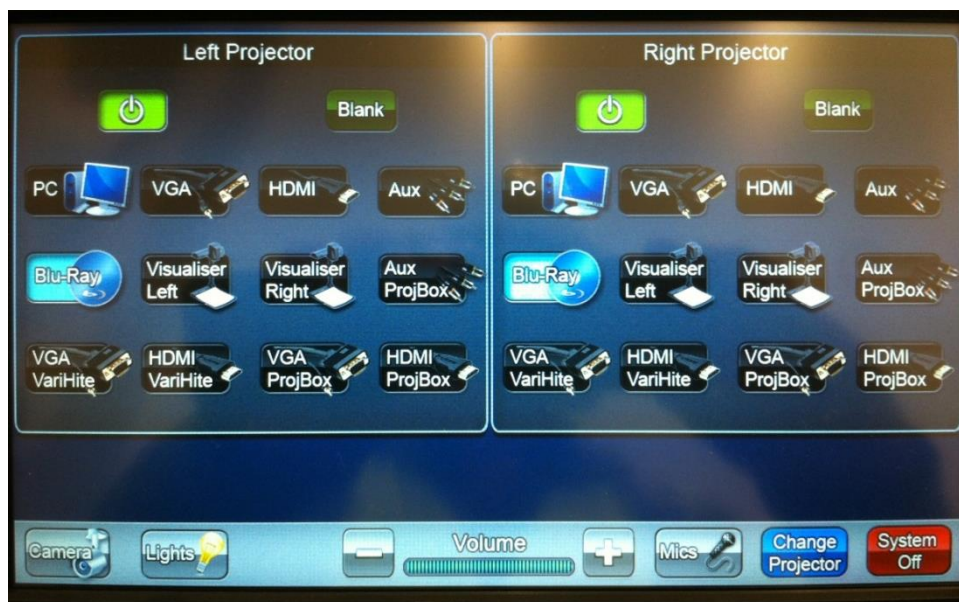 Left Projector
Blank
PC
VGA
HDMI
Aux
Blu-Ray
Visualiser
Left
Visualiser
Right
Aux
ProjBox
VGA
VariHite
HDMI
VariHite
VGA
ProjBox
HDMI
ProjBox
Right Projector
Blank
PC
VGA
HDMI
Aux
Blu-Ray
Visualiser
Left
Visualiser
Right
Aux
ProjBox
VGA
VariHite
HDMI
VariHite
VGA
ProjBox
HDMI
ProjBox
Camera
Lights
Volume
Mics
Change
Projector
System
Off